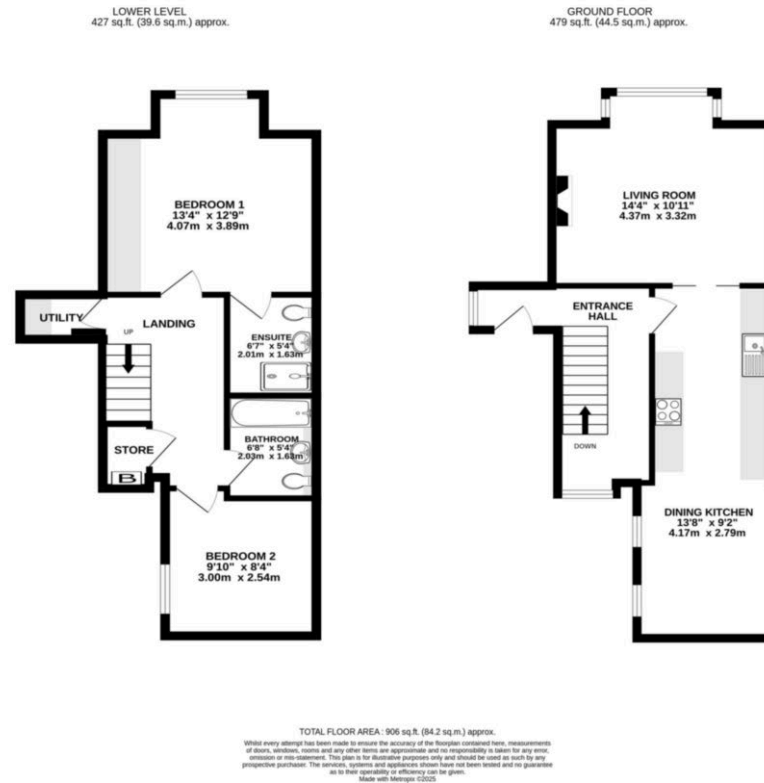 LOWER LEVEL
427 sq.ft. (39.6 sq.m.) approx.
GROUND FLOOR
479 sq.ft. (44.5 sq.m.) approx.
BEDROOM 1
13'4" x 12'9"
4.07m x 3.89m
UTILITY
UP
LANDING
ENSUITE
6'7" x 5'4"
2.01m x 1.63m
STORE
B
BATHROOM
6'8" x 5'4"
2.03m x 1.63m
BEDROOM 2
9'10" x 8'4"
3.00m x 2.54m
LIVING ROOM
14'4" x 10'11"
4.37m x 3.32m
ENTRANCE
HALL
DOWN
DINING KITCHEN
13'8" x 9'2"
4.17m x 2.79m
TOTAL FLOOR AREA : 906 sq.ft. (84.2 sq.m.) approx.
Whilst every attempt has been made to ensure the accuracy of the floorplan contained here, measurements
of doors, windows, rooms and any other items are approximate and no responsibility is taken for any error,
omission or mis-statement. This plan is for illustrative purposes only and should be used as such by any
prospective purchaser. The services, systems and appliances shown have not been tested and no guarantee
as to their operability or efficiency can be given.
Made with Metropix ©2025